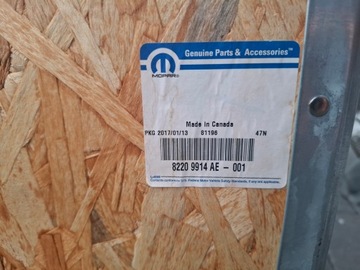 Genuine Parts & Accessories™
MOPAR®
Made in Canada
PKD 2017/01/13 81196 47N
8220 9914 AE - 001